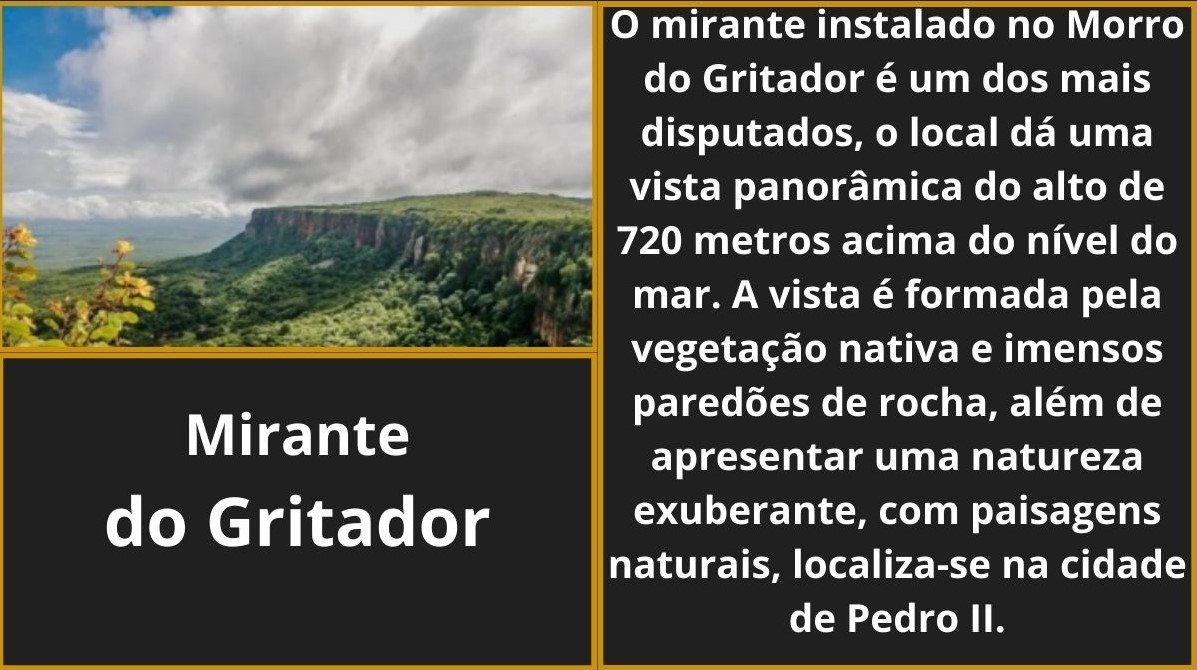 Mirante
do Gritador
O mirante instalado no Morro
do Gritador é um dos mais
disputados, o local dá uma
vista panorâmica do alto de
720 metros acima do nível do
mar. A vista é formada pela
vegetação nativa e imensos
paredões de rocha, além de
apresentar uma natureza
exuberante, com paisagens
naturais, localiza-se na cidade
de Pedro II.